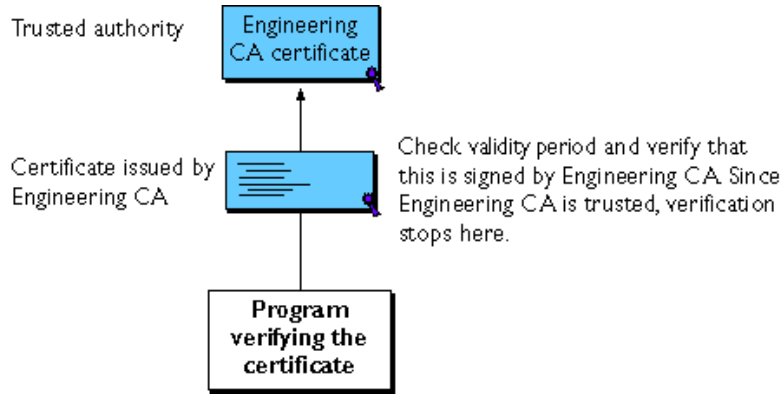 Trusted authority
Engineering
CA certificate
Certificate issued by
Engineering CA
Check validity period and verify that
this is signed by Engineering CA. Since
Engineering CA is trusted, verification
stops here.
Program
verifying the
certificate